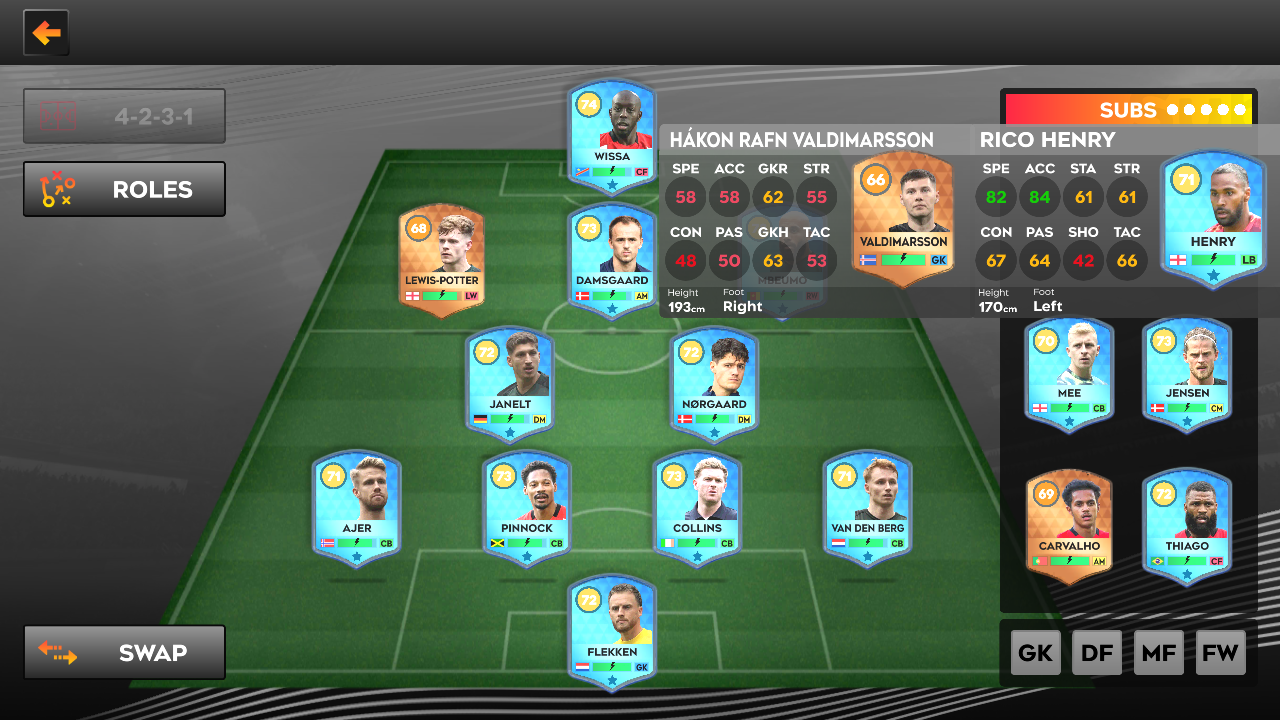 4-2-3-1
ROLES
SWAP
SUBS
74
WISSA
CF
68
LEWIS-POTTER
LW
73
DAMSGAARD
AM
MBEUMO
RW
HÁKON RAFN VALDIMARSSON
SPE ACC GKR STR
58 58 62 55
CON PAS GKH TAC
48 50 63 53
Height Foot
193cm Right
66
VALDIMARSSON
GK
RICO HENRY
SPE ACC STA STR
82 84 61 61
CON PAS SHO TAC
67 64 42 66
Height Foot
170cm Left
71
HENRY
LB
72
JANELT
DM
72
NØRGAARD
DM
70
MEE
CB
73
JENSEN
CM
71
AJER
CB
73
PINNOCK
CB
73
COLLINS
CB
71
VAN DEN BERG
CB
69
CARVALHO
AM
72
THIAGO
CF
72
FLEKKEN
GK
GK DF MF FW